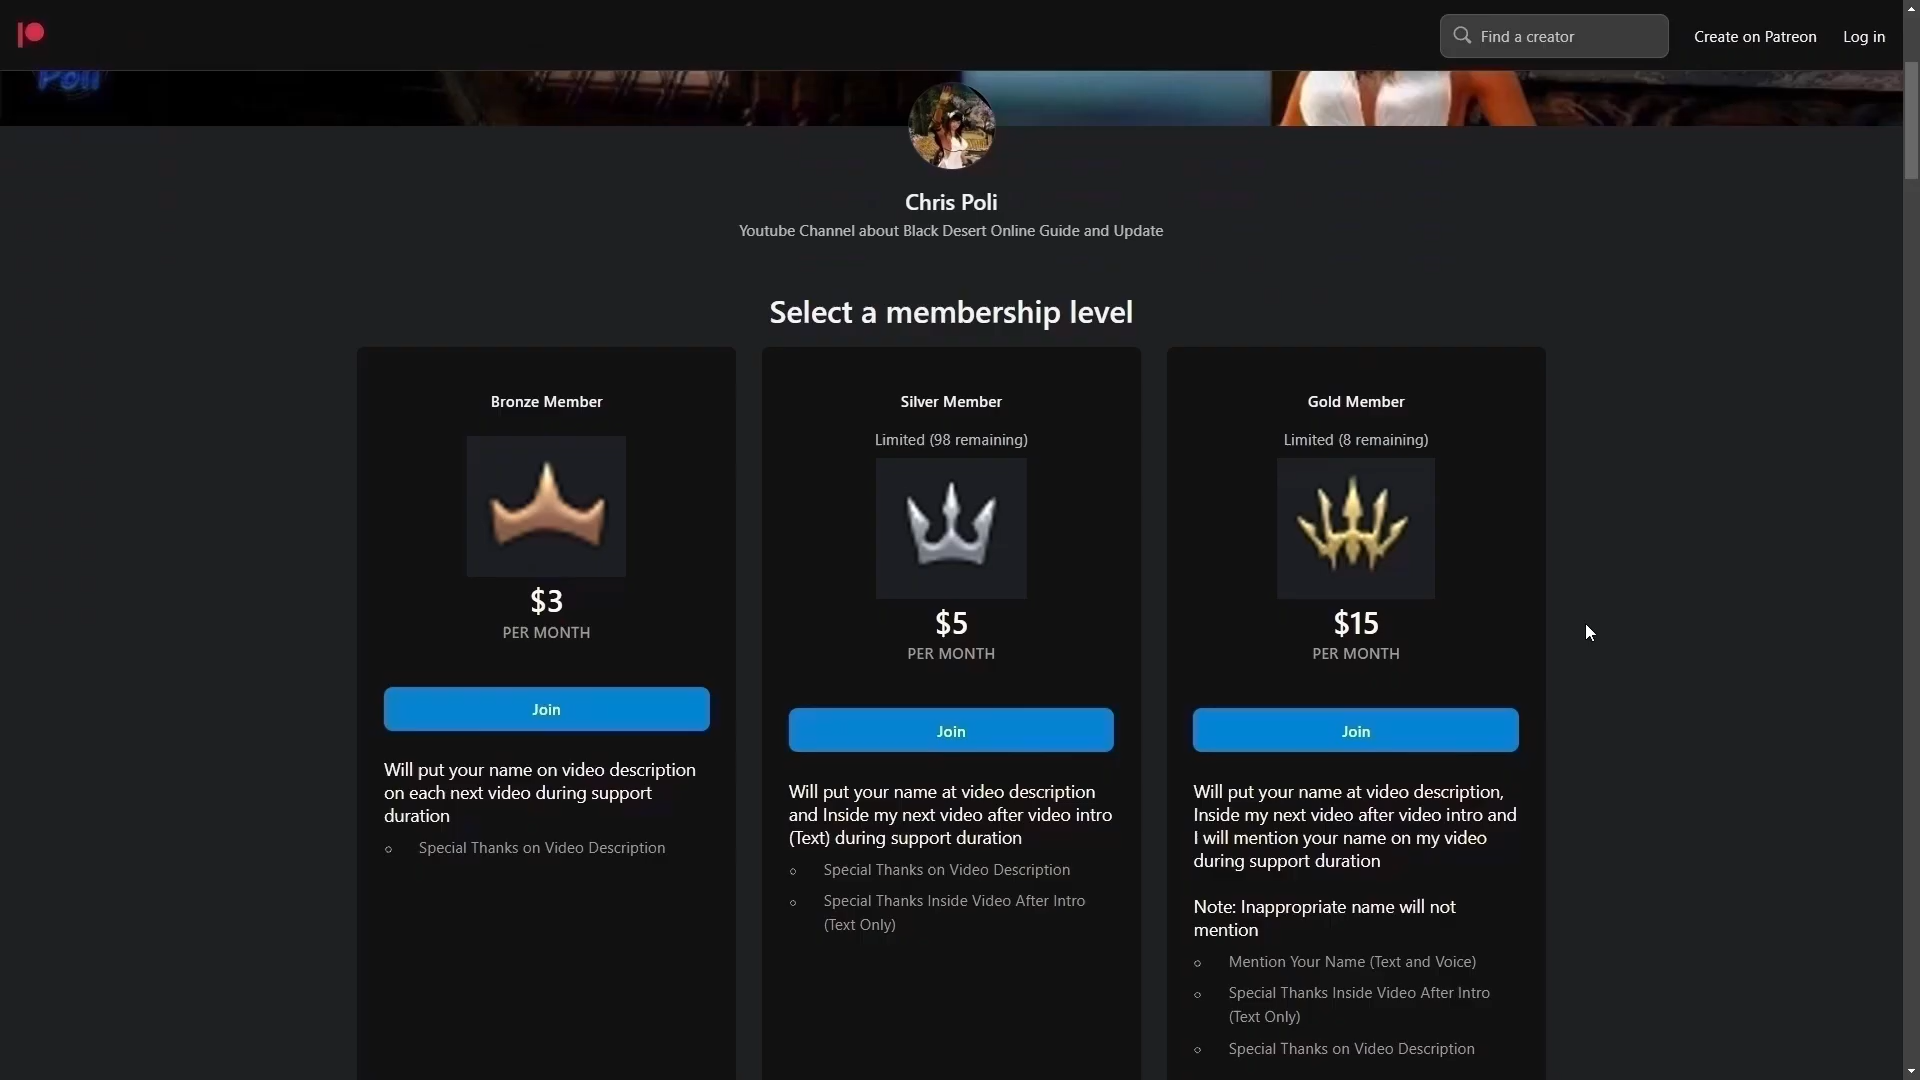 Find a creator
Create on Patreon
Log in
Poli
Chris Poli
Youtube Channel about Black Desert Online Guide and Update
Select a membership level
Bronze Member
$3
PER MONTH
Join
Will put your name on video description
on each next video during support
duration
Special Thanks on Video Description
Silver Member
Limited (98 remaining)
$5
PER MONTH
Join
Will put your name at video description
and Inside my next video after video intro
(Text) during support duration
Special Thanks on Video Description
Special Thanks Inside Video After Intro
(Text Only)
Gold Member
Limited (8 remaining)
$15
PER MONTH
Join
Will put your name at video description,
Inside my next video after video intro and
I will mention your name on my video
during support duration
Note: Inappropriate name will not
mention
Mention Your Name (Text and Voice)
Special Thanks Inside Video After Intro
(Text Only)
Special Thanks on Video Description